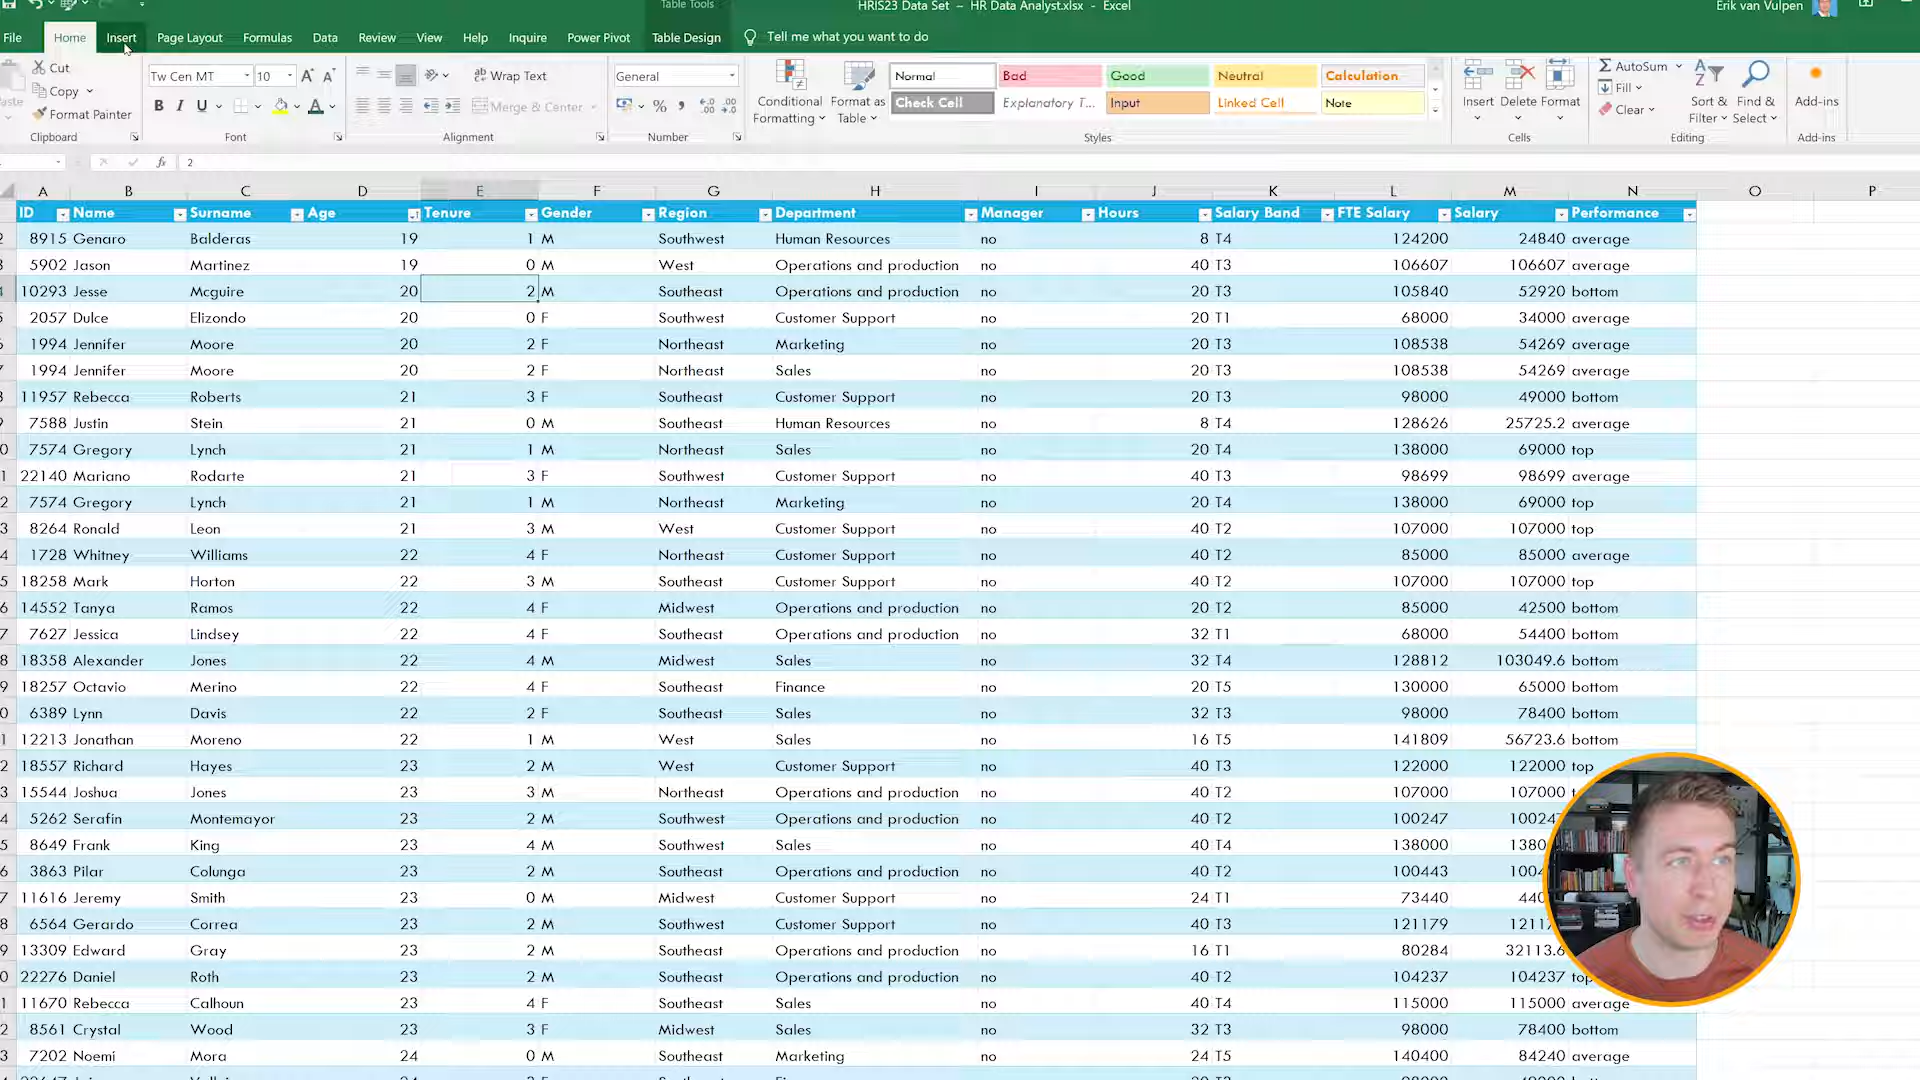 Table Tools HRIS23 Data Set – HR Data Analyst.xlsx - Excel Erik van Vulpen
File Home Insert Page Layout Formulas Data Review View Help Inquire Power Pivot Table Design Tell me what you want to do
Cut Tw Cen MT 10 Wrap Text General Normal Bad Good Neutral Calculation AutoSum
Copy Merge & Center Conditional Formatting Format as Table Check Cell Explanatory T... Input Linked Cell Note Insert Delete Format Fill Sort & Filter Find & Select Add-ins
Format Painter Clear
Clipboard Font Alignment Number Styles Cells Editing Add-ins
fx 2
A B C D E F G H I J K L M N O P
ID Name Surname Age Tenure Gender Region Department Manager Hours Salary Band FTE Salary Salary Performance
8915 Genaro Balderas 19 1 M Southwest Human Resources no 8 T4 124200 24840 average
5902 Jason Martinez 19 0 M West Operations and production no 40 T3 106607 106607 average
10293 Jesse Mcguire 20 2 M Southeast Operations and production no 20 T3 105840 52920 bottom
2057 Dulce Elizondo 20 0 F Southwest Customer Support no 20 T1 68000 34000 average
1994 Jennifer Moore 20 2 F Northeast Marketing no 20 T3 108538 54269 average
1994 Jennifer Moore 20 2 F Northeast Sales no 20 T3 108538 54269 average
11957 Rebecca Roberts 21 3 F Southeast Customer Support no 20 T3 98000 49000 bottom
7588 Justin Stein 21 0 M Southeast Human Resources no 8 T4 128626 25725.2 average
7574 Gregory Lynch 21 1 M Northeast Sales no 20 T4 138000 69000 top
22140 Mariano Rodarte 21 3 F Southwest Customer Support no 40 T3 98699 98699 average
7574 Gregory Lynch 21 1 M Northeast Marketing no 20 T4 138000 69000 top
8264 Ronald Leon 21 3 M West Customer Support no 40 T2 107000 107000 top
1728 Whitney Williams 22 4 F Northeast Customer Support no 40 T2 85000 85000 average
18258 Mark Horton 22 3 M Southeast Customer Support no 40 T2 107000 107000 top
14552 Tanya Ramos 22 4 F Midwest Operations and production no 20 T2 85000 42500 bottom
7627 Jessica Lindsey 22 4 F Southeast Operations and production no 32 T1 68000 54400 bottom
18358 Alexander Jones 22 4 M Midwest Sales no 32 T4 128812 103049.6 bottom
18257 Octavio Merino 22 4 F Southeast Finance no 20 T5 130000 65000 bottom
6389 Lynn Davis 22 2 F Southeast Sales no 32 T3 98000 78400 bottom
12213 Jonathan Moreno 22 1 M West Sales no 16 T5 141809 56723.6 bottom
18557 Richard Hayes 23 2 M West Customer Support no 40 T3 122000 122000 top
15544 Joshua Jones 23 3 M Northeast Operations and production no 40 T2 107000 107000
5262 Serafin Montemayor 23 2 M Southwest Operations and production no 40 T2 100247
8649 Frank King 23 4 M Southwest Sales no 40 T4 138000
3863 Pilar Colunga 23 2 M Southeast Operations and production no 40 T2 100443
11616 Jeremy Smith 23 0 M Midwest Customer Support no 24 T1 73440
6564 Gerardo Correa 23 2 M Southwest Customer Support no 40 T3 121179
13309 Edward Gray 23 2 M Southeast Operations and production no 16 T1 80284 32113.6
22276 Daniel Roth 23 2 M Southeast Operations and production no 40 T2 104237 104237 top
11670 Rebecca Calhoun 23 4 F Southeast Sales no 40 T4 115000 115000 average
8561 Crystal Wood 23 3 F Midwest Sales no 32 T3 98000 78400 bottom
7202 Noemi Mora 24 0 M Southeast Marketing no 24 T5 140400 84240 average